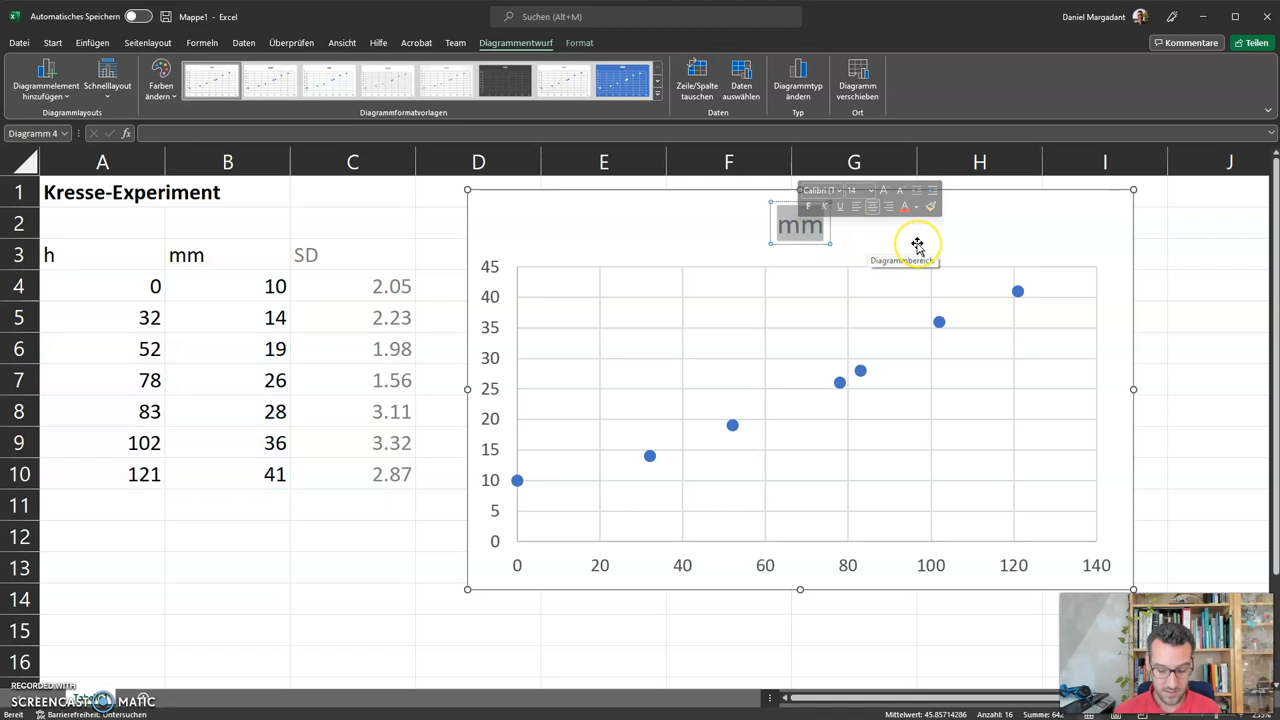 Automatisches Speichern
Mappe1 - Excel
Suchen (Alt+M)
Daniel Margadant
Datei Start Einfügen Seitenlayout Formeln Daten Überprüfen Ansicht Hilfe Acrobat Team Diagrammentwurf Format
Kommentare
Teilen
Diagrammelement hinzufügen
Schnelllayout
Farben ändern
Zeile/Spalte tauschen
Daten auswählen
Diagrammtyp ändern
Diagramm verschieben
Diagrammlayouts
Diagrammformatvorlagen
Daten
Typ
Ort
Diagramm 4
fx
A B C D E F G H I J
1 Kresse-Experiment
2
3 h mm SD
4 0 10 2.05
5 32 14 2.23
6 52 19 1.98
7 78 26 1.56
8 83 28 3.11
9 102 36 3.32
10 121 41 2.87
11
12
13
14
15
16
Calibri (T 14
F K U A
mm
Diagrammbereich
45
40
35
30
25
20
15
10
5
0
0 20 40 60 80 100 120 140
RECORDED WITH
SCREENCAST MATIC
Bereit
Barrierefreiheit: Untersuchen
Mittelwert: 45.85714286 Anzahl: 16 Summe: 642
235%